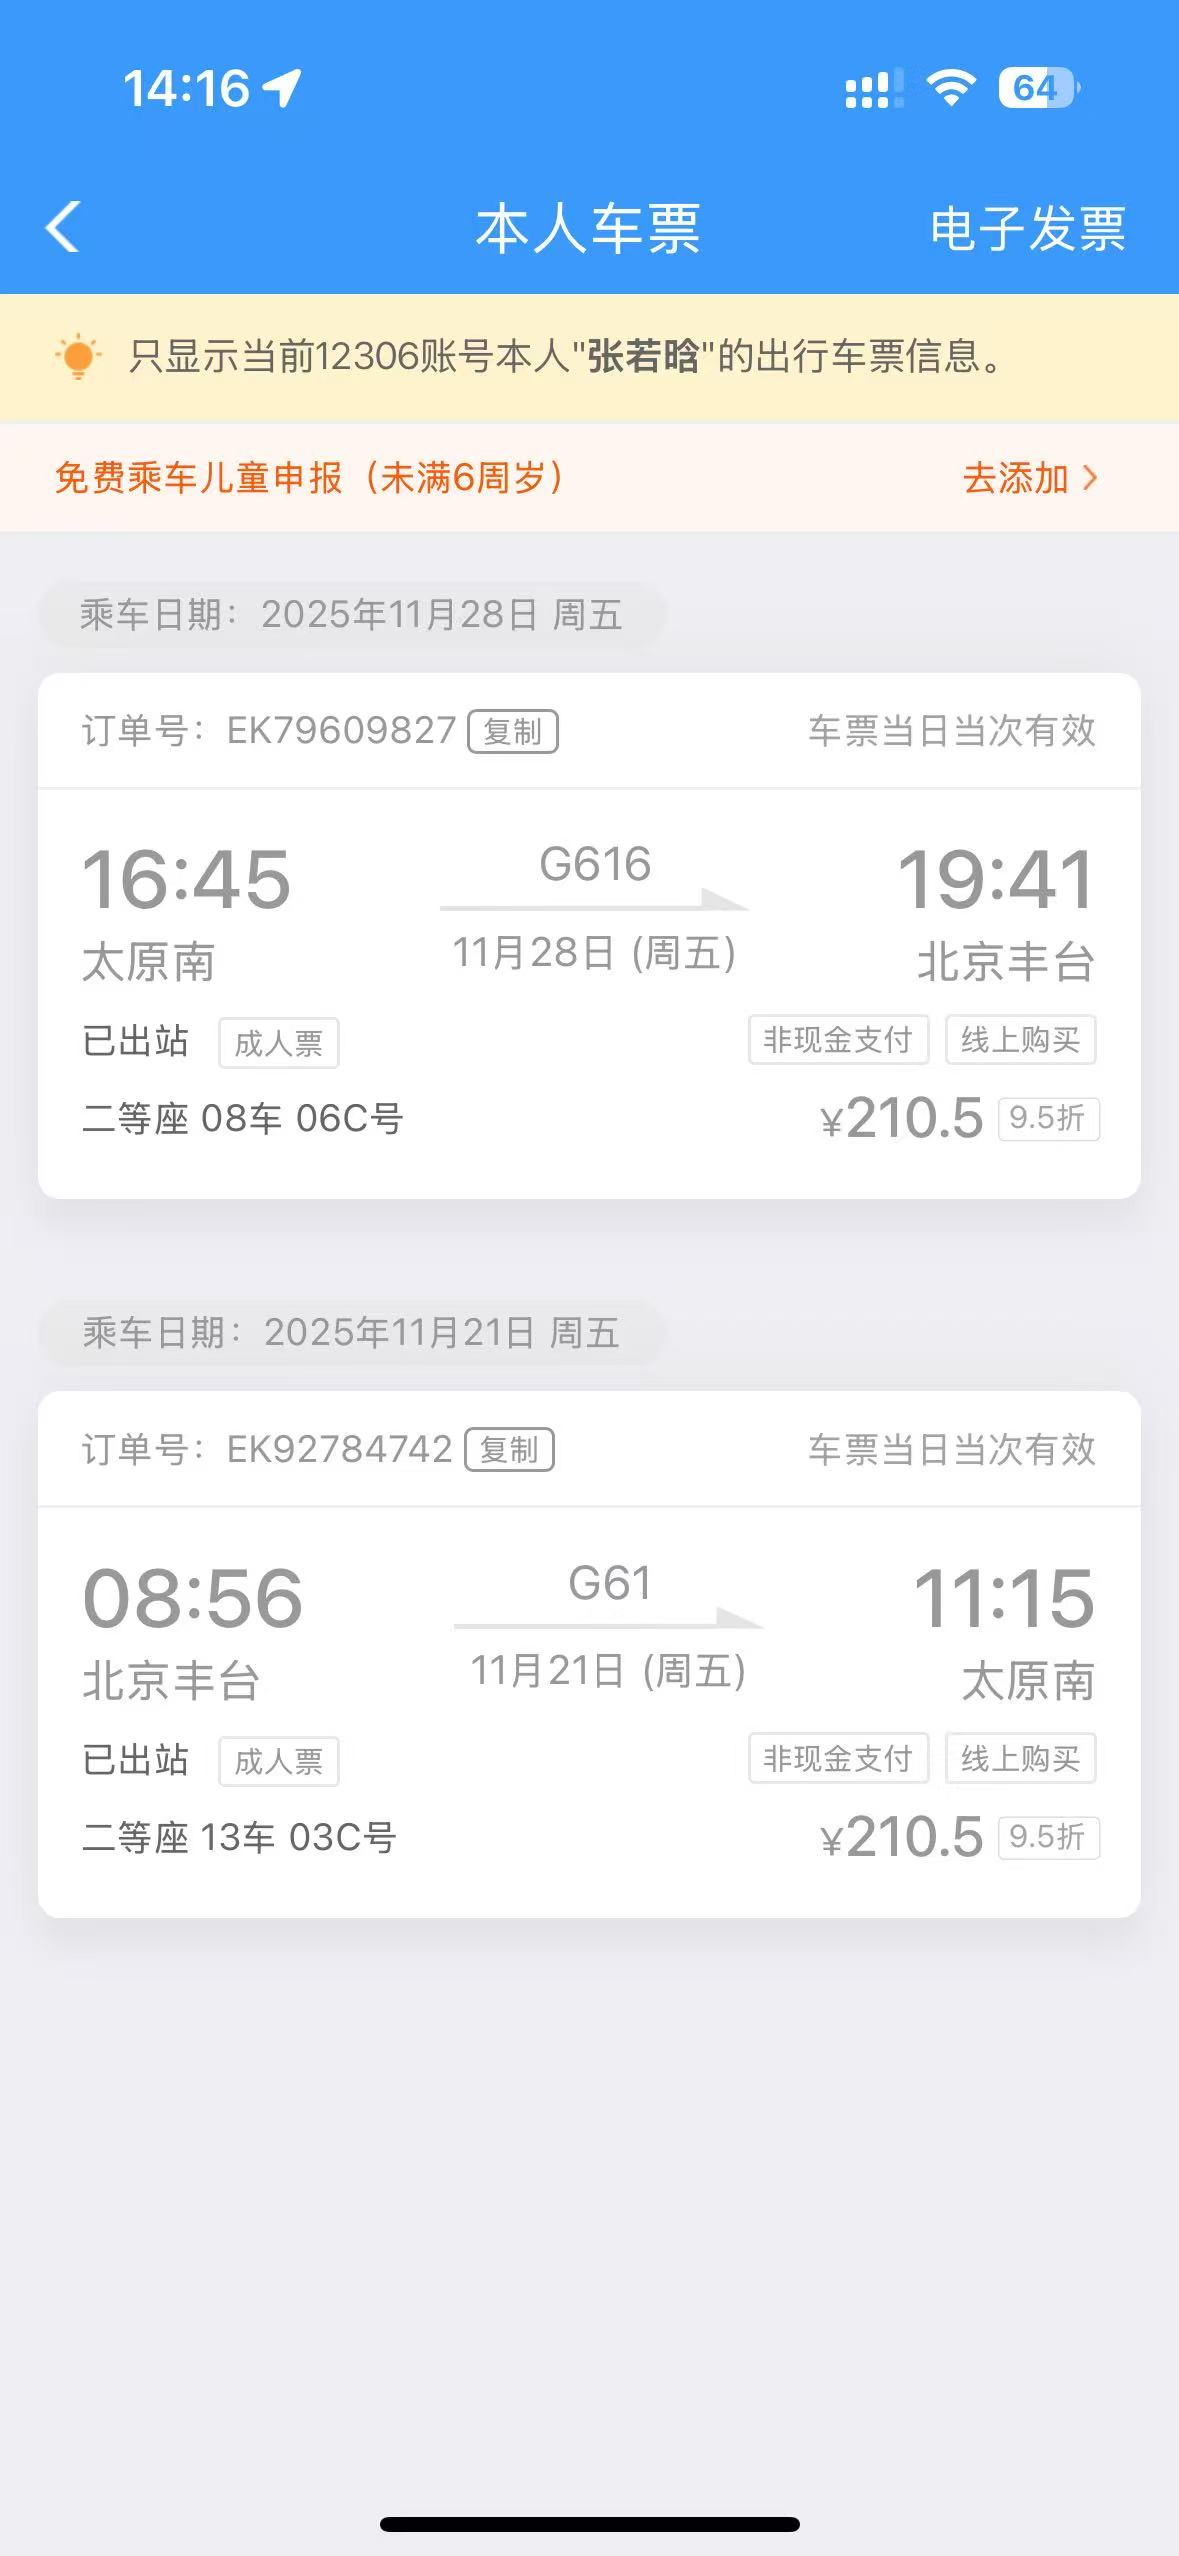 14:16
64
本人车票
电子发票
只显示当前12306账号本人"张若晗"的出行车票信息。
免费乘车儿童申报（未满6周岁）
去添加
乘车日期：2025年11月28日 周五
订单号：EK79609827 复制
车票当日当次有效
16:45
G616
19:41
太原南
11月28日 (周五)
北京丰台
已出站 成人票
非现金支付 线上购买
二等座 08车 06C号
¥210.5 9.5折
乘车日期：2025年11月21日 周五
订单号：EK92784742 复制
车票当日当次有效
08:56
G61
11:15
北京丰台
11月21日 (周五)
太原南
已出站 成人票
非现金支付 线上购买
二等座 13车 03C号
¥210.5 9.5折